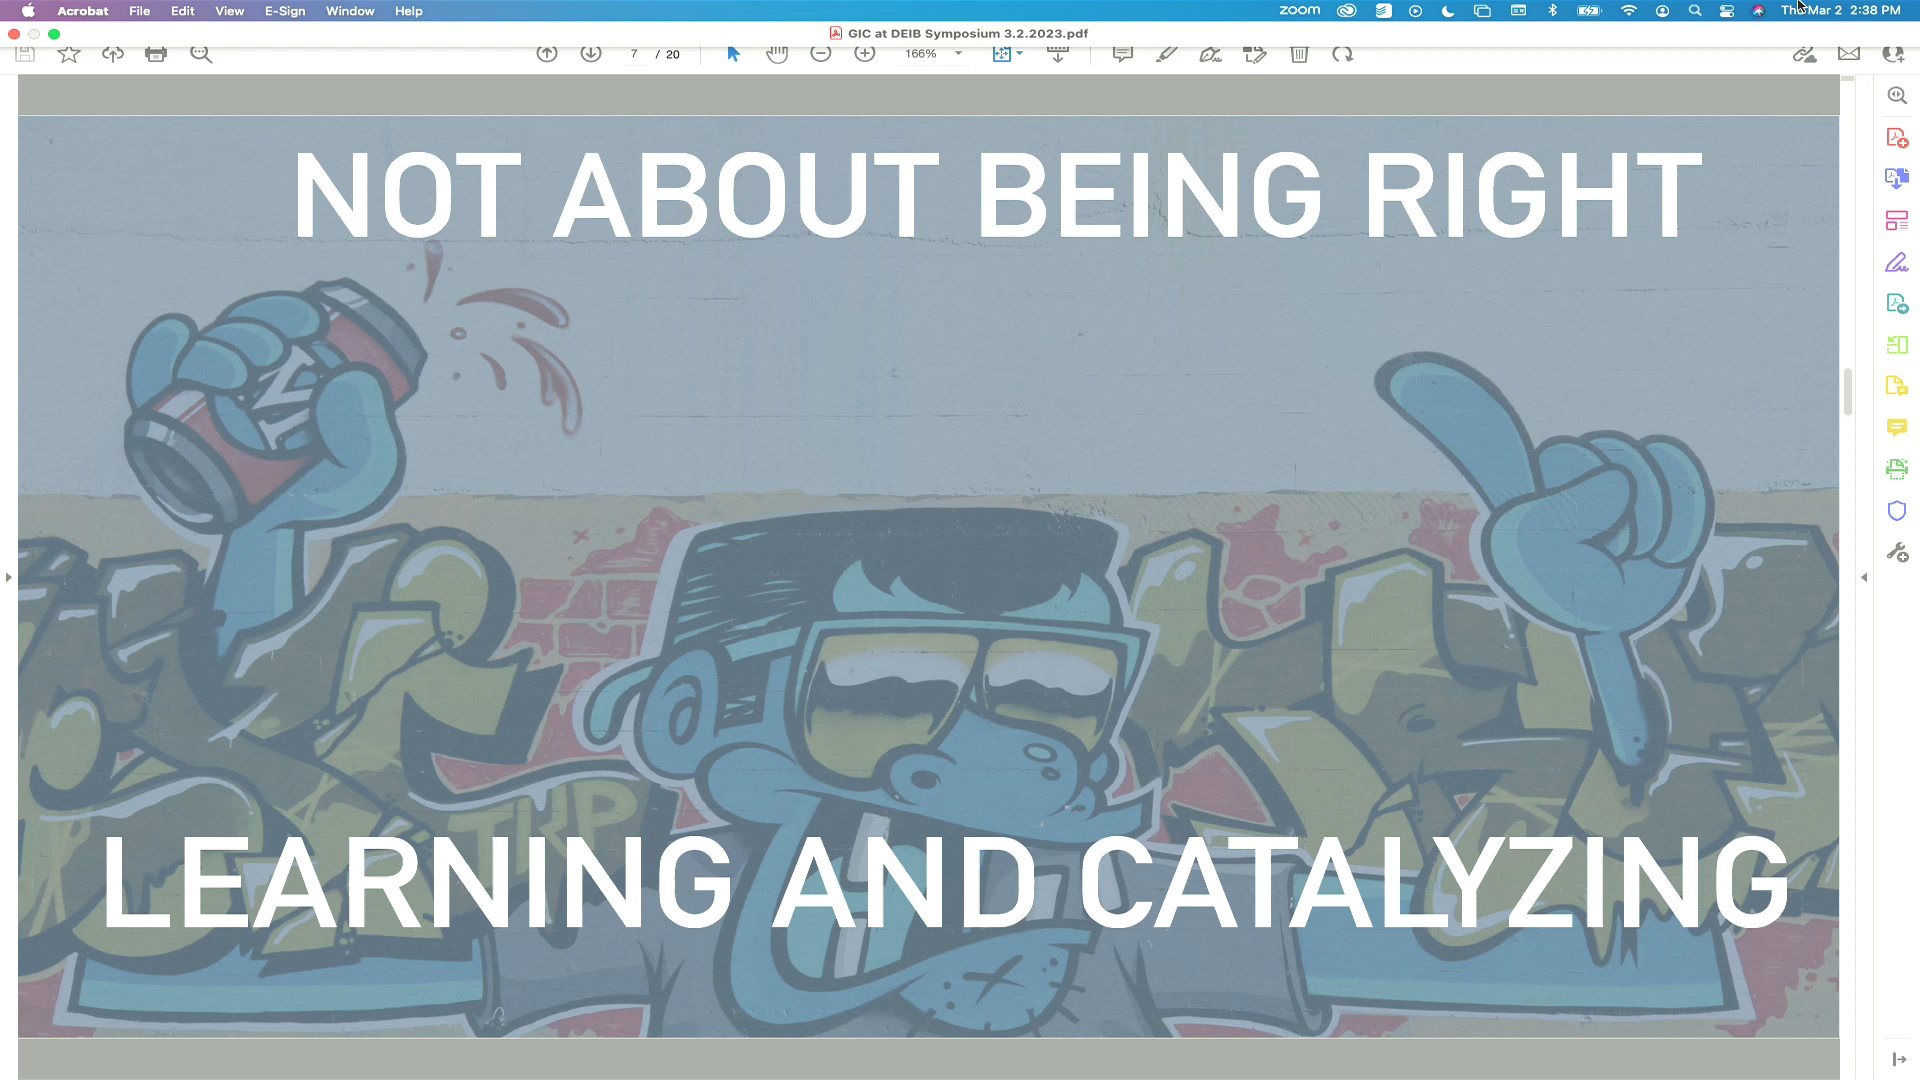 Acrobat File Edit View E-Sign Window Help zoom Thu Mar 2 2:38 PM
GIC at DEIB Symposium 3.2.2023.pdf
7 / 20 166%
NOT ABOUT BEING RIGHT
TKP
LEARNING AND CATALYZING